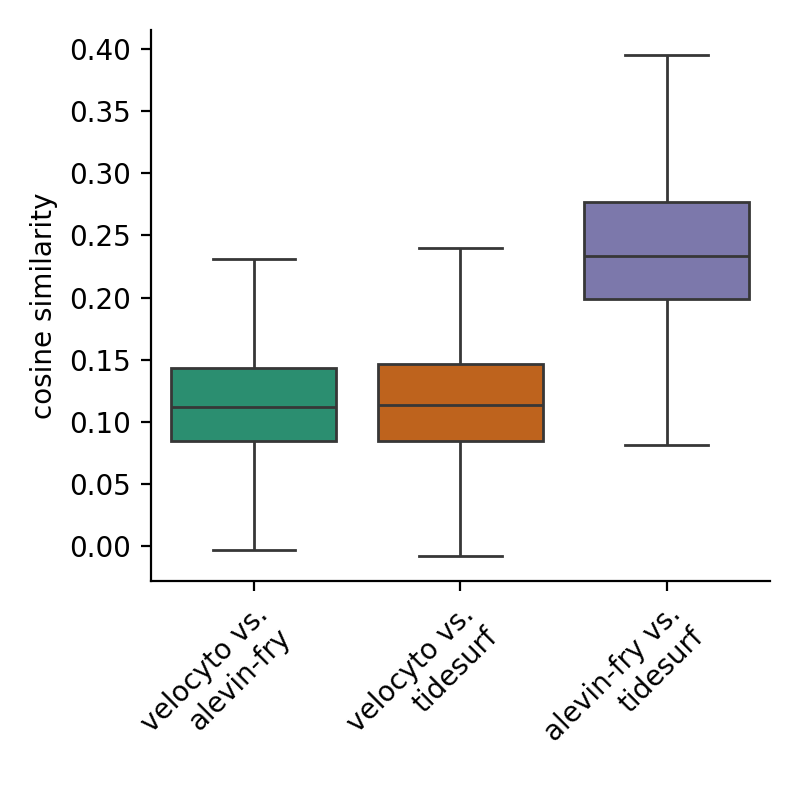 0.40
0.35
0.30
0.25
0.20
0.15
0.10
0.05
0.00
cosine similarity
velocyto vs.
alevin-fry
velocyto vs.
tidesurf
alevin-fry vs.
tidesurf